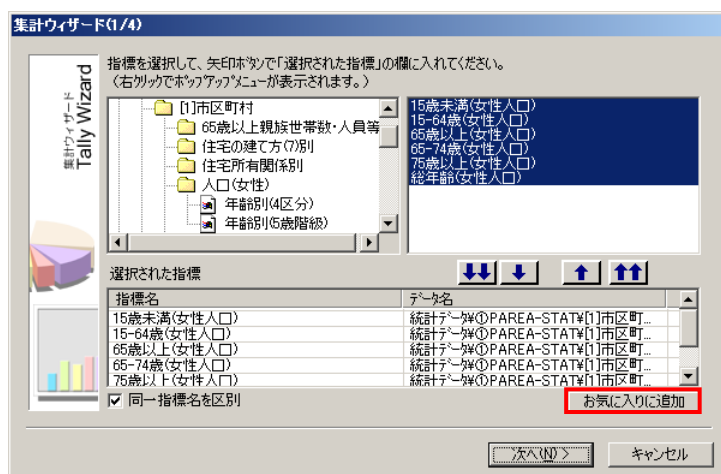 集計ウィザード(1/4)
集計ウィザード
Tally Wizard
指標を選択して、矢印ボタンで「選択された指標」の欄に入れてください。
(右クリックでポップアップメニューが表示されます。)
[1]市区町村
65歳以上親族世帯数・人員等
住宅の建て方(7)別
住宅所有関係別
人口(女性)
年齢別(4区分)
年齢別(5歳階級)
15歳未満(女性人口)
15-64歳(女性人口)
65歳以上(女性人口)
65-74歳(女性人口)
75歳以上(女性人口)
総年齢(女性人口)
選択された指標
指標名 データ名
15歳未満(女性人口) 統計データ¥①PAREA-STAT¥[1]市区町...
15-64歳(女性人口) 統計データ¥①PAREA-STAT¥[1]市区町...
65歳以上(女性人口) 統計データ¥①PAREA-STAT¥[1]市区町...
65-74歳(女性人口) 統計データ¥①PAREA-STAT¥[1]市区町...
75歳以上(女性人口) 統計データ¥①PAREA-STAT¥[1]市区町...
同一指標名を区別
お気に入りに追加
次へ(N) >
キャンセル